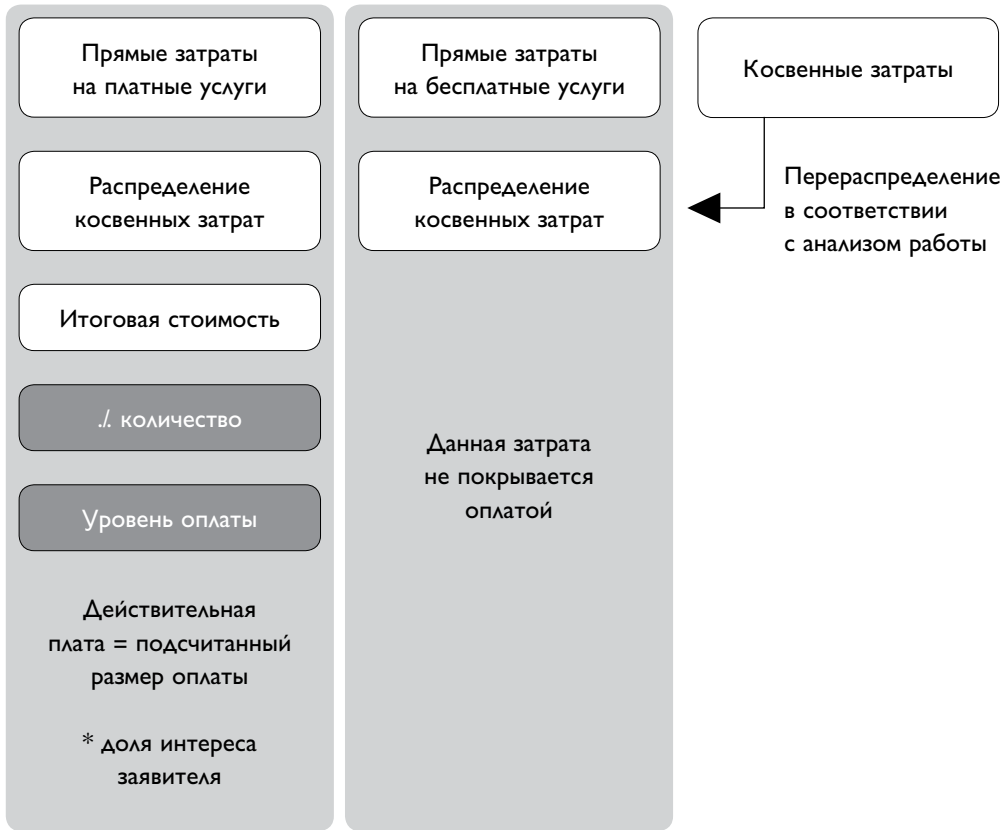 Прямые затраты
на платные услуги
Распределение
косвенных затрат
Итоговая стоимость
./. количество
Уровень оплаты
Действительная
плата = подсчитанный
размер оплаты
* доля интереса
заявителя
Прямые затраты
на бесплатные услуги
Распределение
косвенных затрат
Данная затрата
не покрывается
оплатой
Косвенные затраты
Перераспределение
в соответствии
с анализом работы